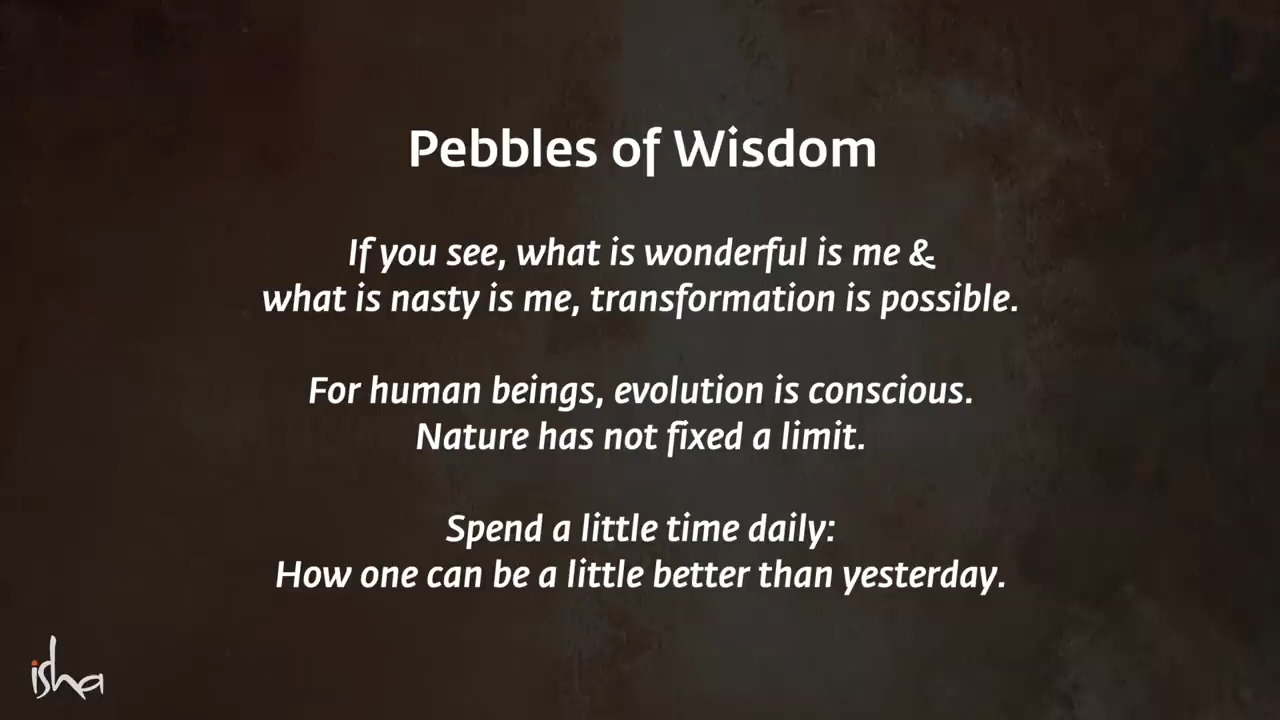 Pebbles of Wisdom
If you see, what is wonderful is me &
what is nasty is me, transformation is possible.
For human beings, evolution is conscious.
Nature has not fixed a limit.
Spend a little time daily:
How one can be a little better than yesterday.
isha